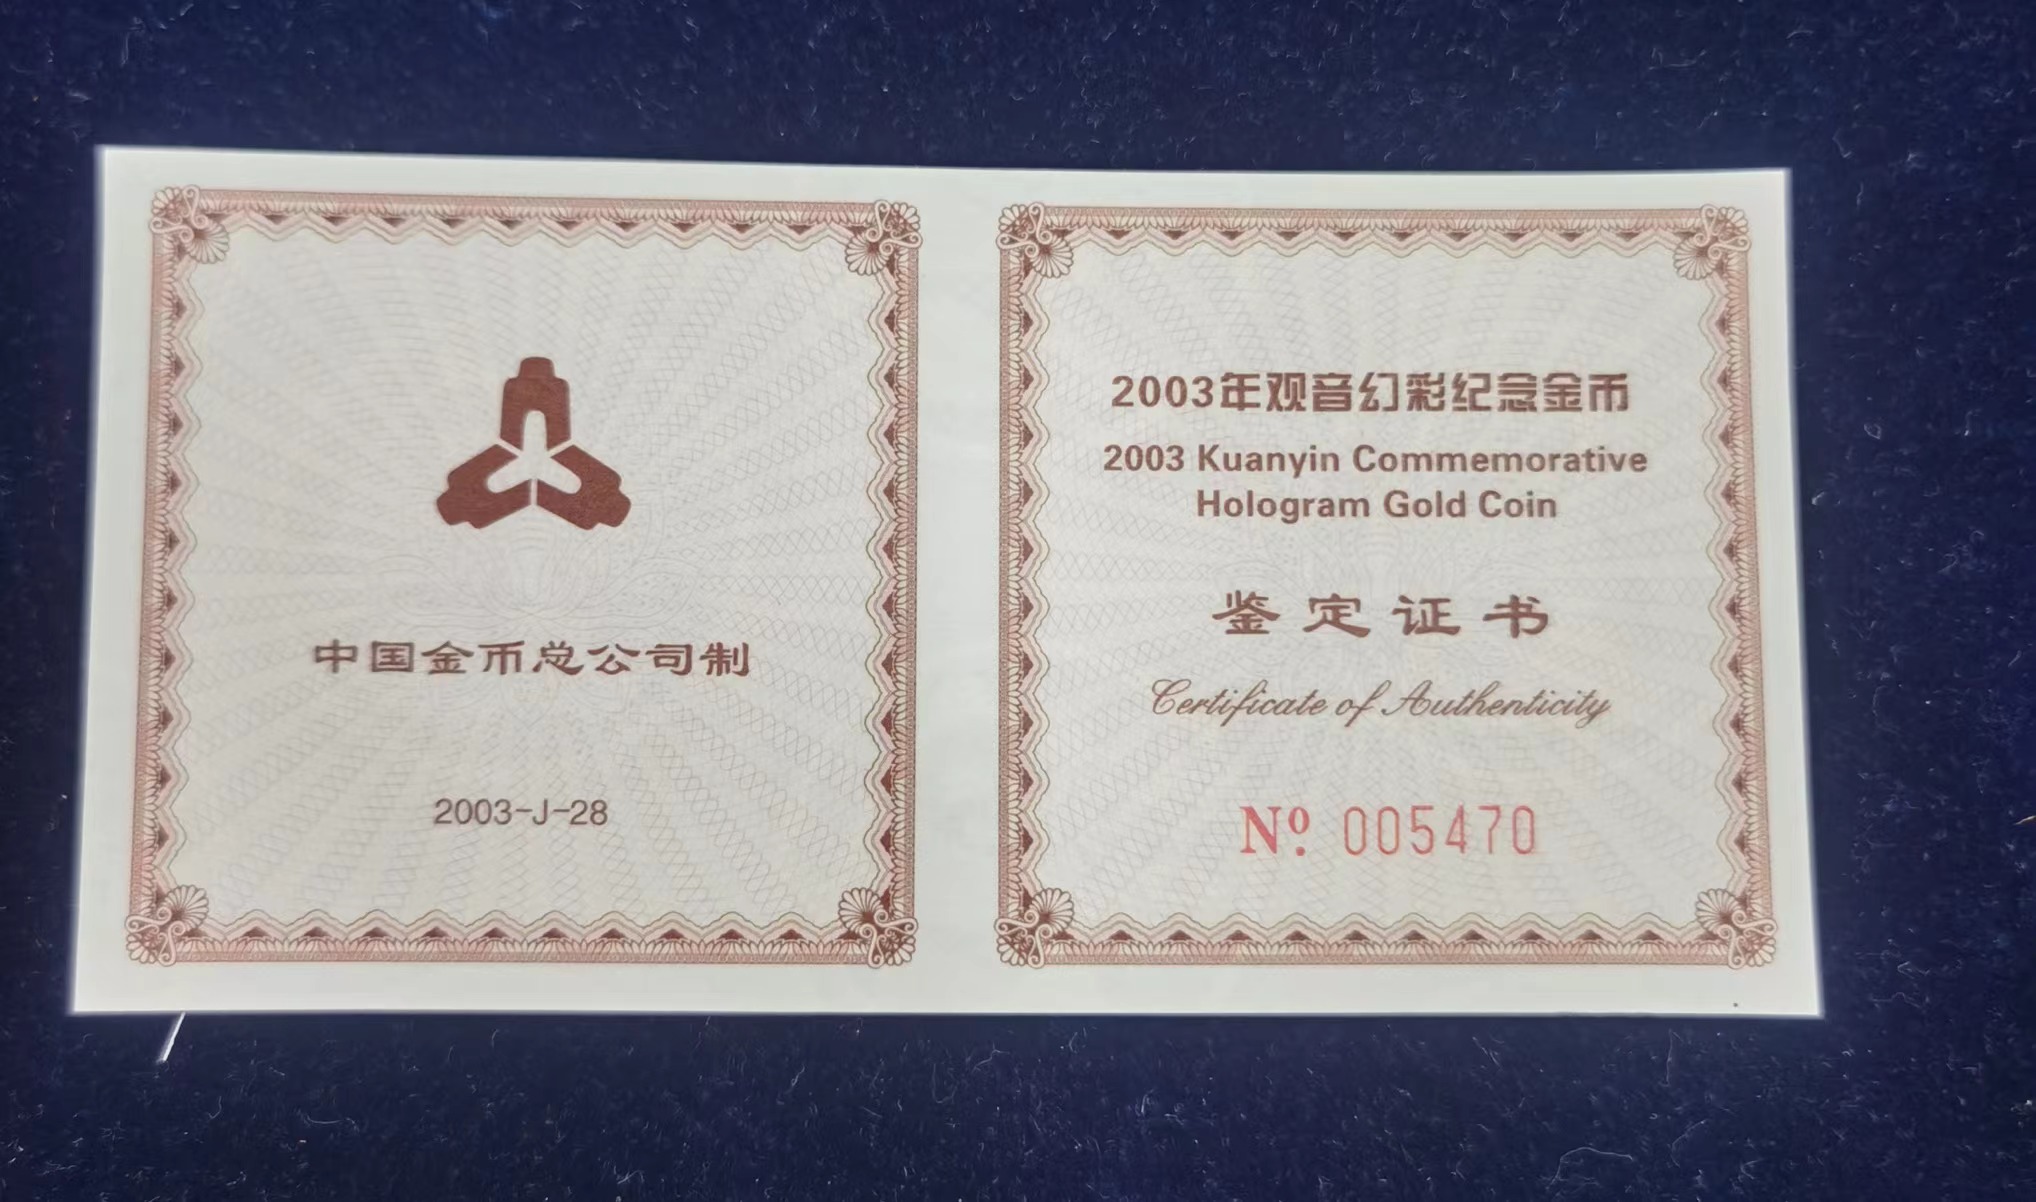 中国金币总公司制
2003-J-28
2003年观音幻彩纪念金币
2003 Kuanyin Commemorative
Hologram Gold Coin
鉴定证书
Certificate of Authenticity
Nº 005470